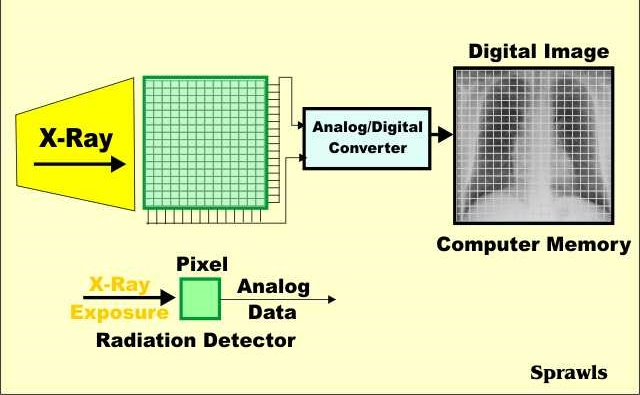 Digital Image
X-Ray
Analog/Digital
Converter
Computer Memory
Pixel
X-Ray
Exposure
Analog
Data
Radiation Detector
Sprawls